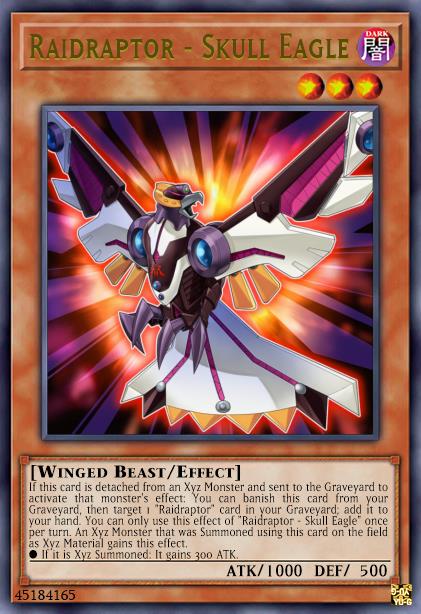 Raidraptor - Skull Eagle
DARK
闇
[Winged Beast/Effect]
If this card is detached from an Xyz Monster and sent to the Graveyard to
activate that monster's effect: You can banish this card from your
Graveyard, then target 1 "Raidraptor" card in your Graveyard; add it to
your hand. You can only use this effect of "Raidraptor - Skull Eagle" once
per turn. An Xyz Monster that was Summoned using this card on the field
as Xyz Material gains this effect.
● If it is Xyz Summoned: It gains 300 ATK.
ATK/1000 DEF/ 500
45184165